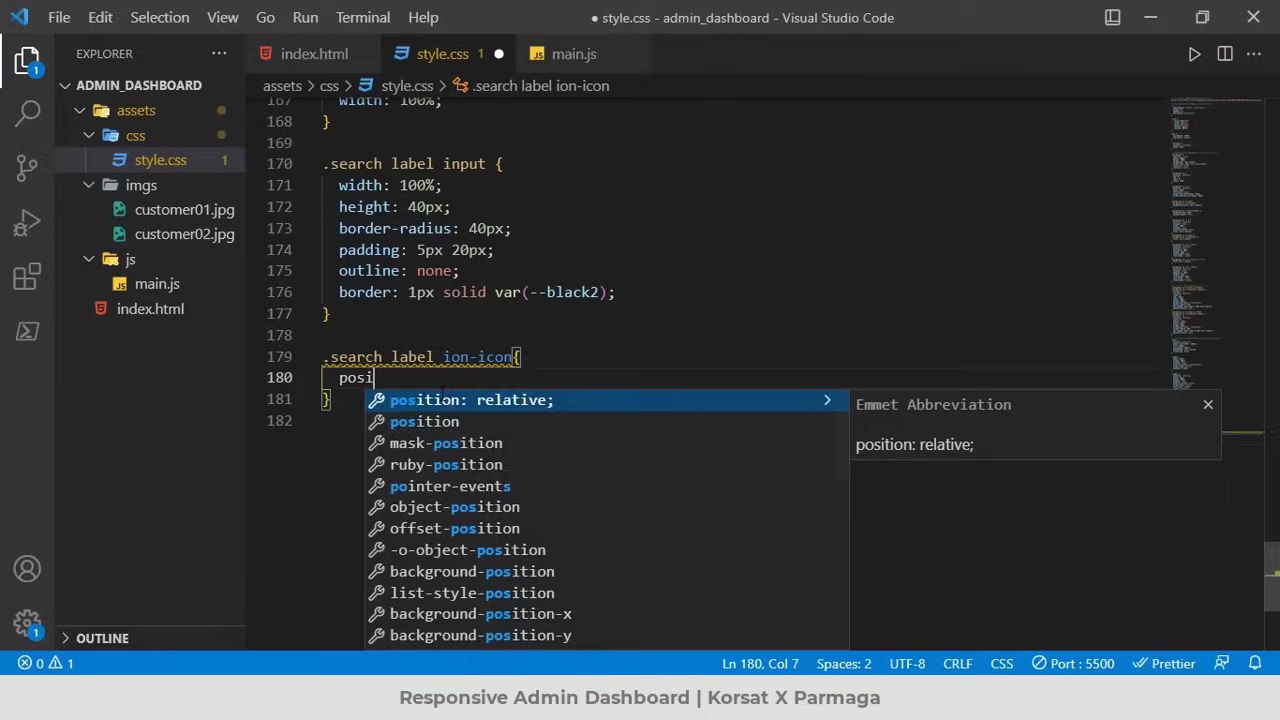 File Edit Selection View Go Run Terminal Help
● style.css - admin_dashboard - Visual Studio Code
EXPLORER ···
index.html
style.css 1 ●
main.js
1
ADMIN_DASHBOARD
assets
css
style.css 1
imgs
customer01.jpg
customer02.jpg
js
main.js
index.html
OUTLINE
1
assets > css > style.css > .search label ion-icon
167 width: 100%;
168 }
169
170 .search label input {
171 width: 100%;
172 height: 40px;
173 border-radius: 40px;
174 padding: 5px 20px;
175 outline: none;
176 border: 1px solid var(--black2);
177 }
178
179 .search label ion-icon{
180 posi
181 }
182
position: relative;
position
mask-position
ruby-position
pointer-events
object-position
offset-position
-o-object-position
background-position
list-style-position
background-position-x
background-position-y
Emmet Abbreviation
position: relative;
0 1
Ln 180, Col 7 Spaces: 2 UTF-8 CRLF CSS Port : 5500 Prettier
Responsive Admin Dashboard | Korsat X Parmaga